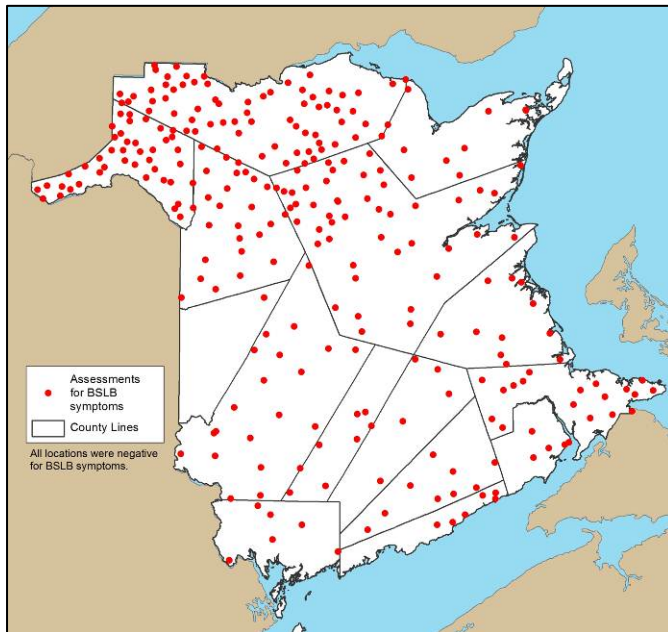 Assessments
for BSLB
symptoms
County Lines
All locations were negative
for BSLB symptoms.